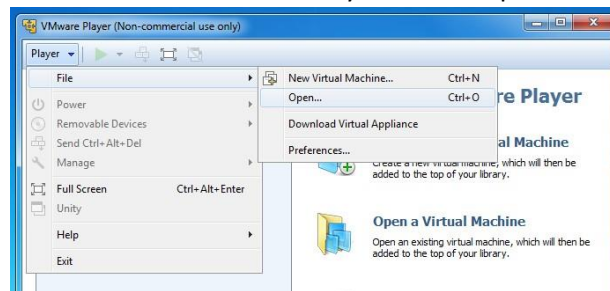 VMware Player (Non-commercial use only)
Player
File
Power
Removable Devices
Send Ctrl+Alt+Del
Manage
Full Screen Ctrl+Alt+Enter
Unity
Help
Exit
New Virtual Machine... Ctrl+N
Open... Ctrl+O
Download Virtual Appliance
Preferences...
re Player
al Machine
Create a new virtual machine, which will then be
added to the top of your library.
Open a Virtual Machine
Open an existing virtual machine, which will then be
added to the top of your library.